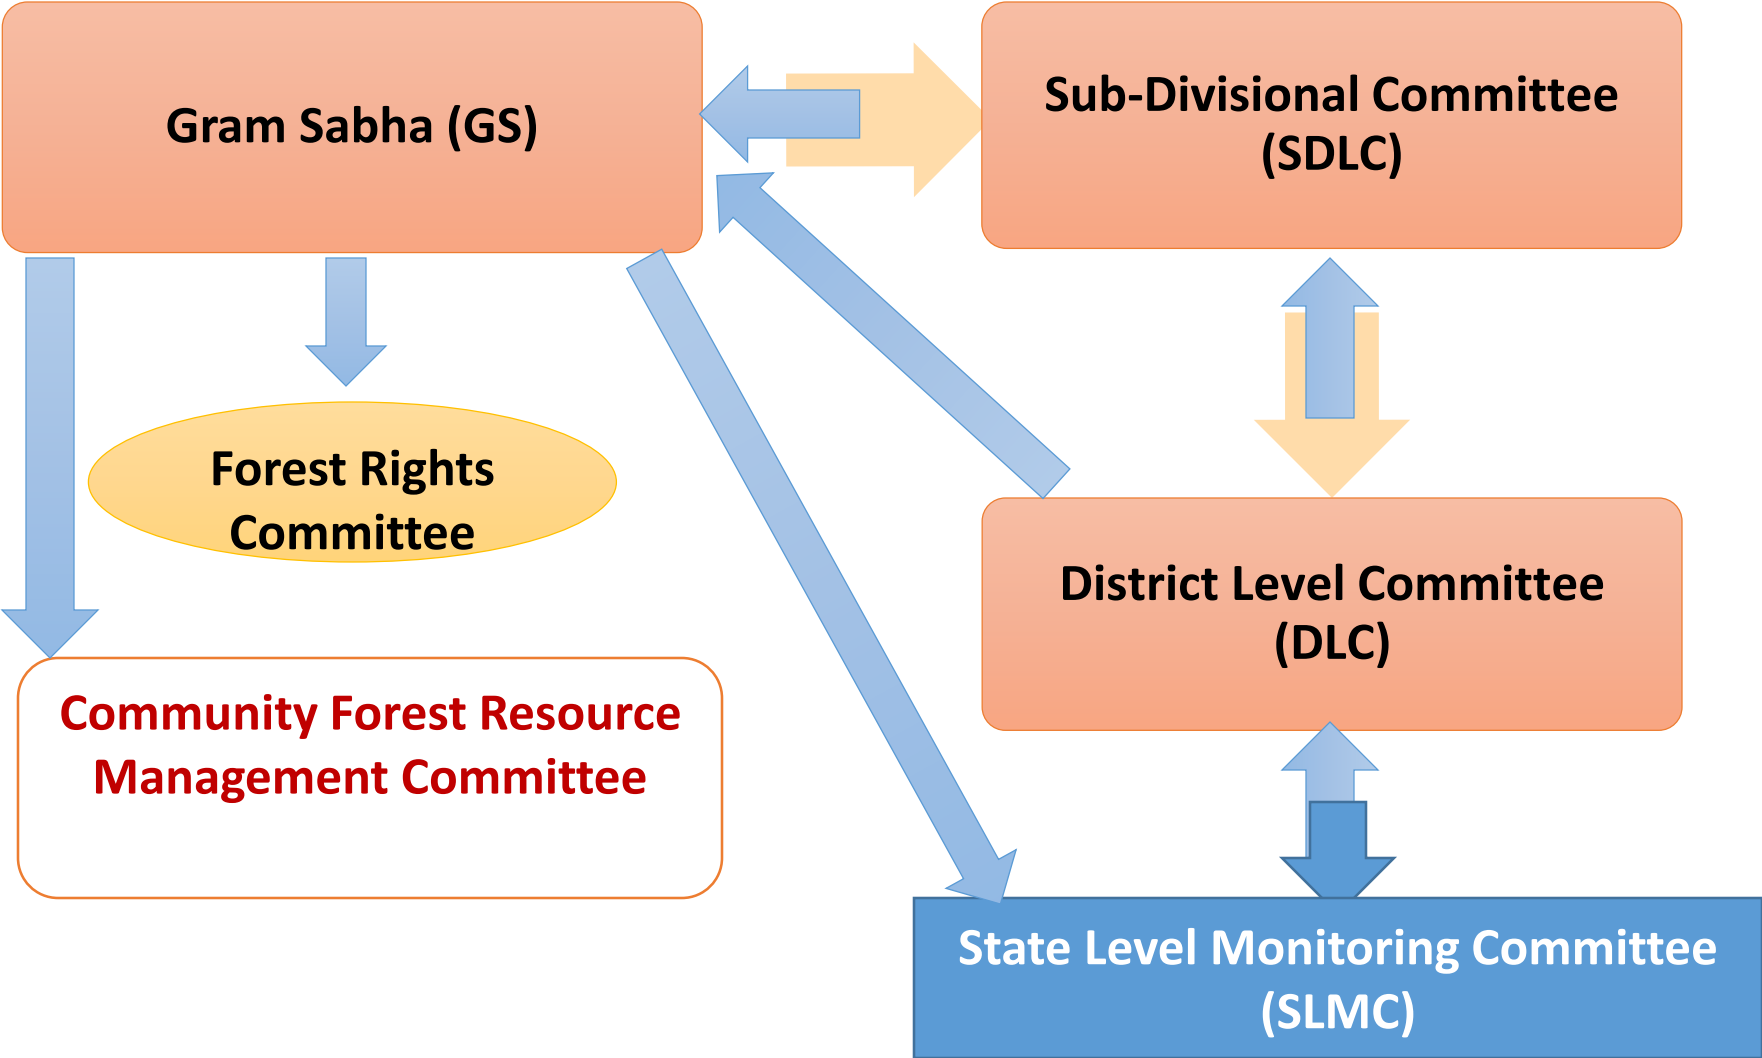 Gram Sabha (GS)
Sub-Divisional Committee
(SDLC)
Forest Rights
Committee
District Level Committee
(DLC)
Community Forest Resource
Management Committee
State Level Monitoring Committee
(SLMC)